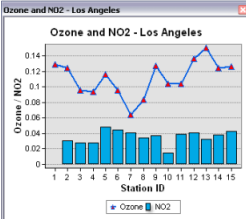 Ozone and NO2 - Los Angeles
Ozone and NO2 - Los Angeles
Ozone / NO2
0.14
0.12
0.1
0.08
0.06
0.04
0.02
0
1 2 3 4 5 6 7 8 9 10 11 12 13 14 15
Station ID
Ozone NO2